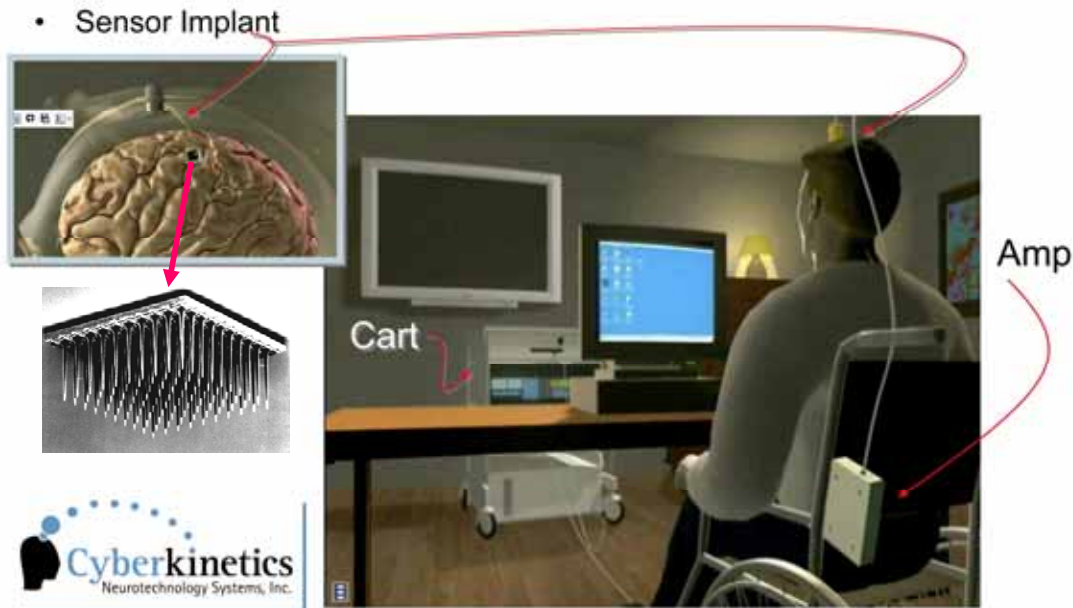 • Sensor Implant
Amp
Cart
Cyberkinetics
Neurotechnology Systems, Inc.